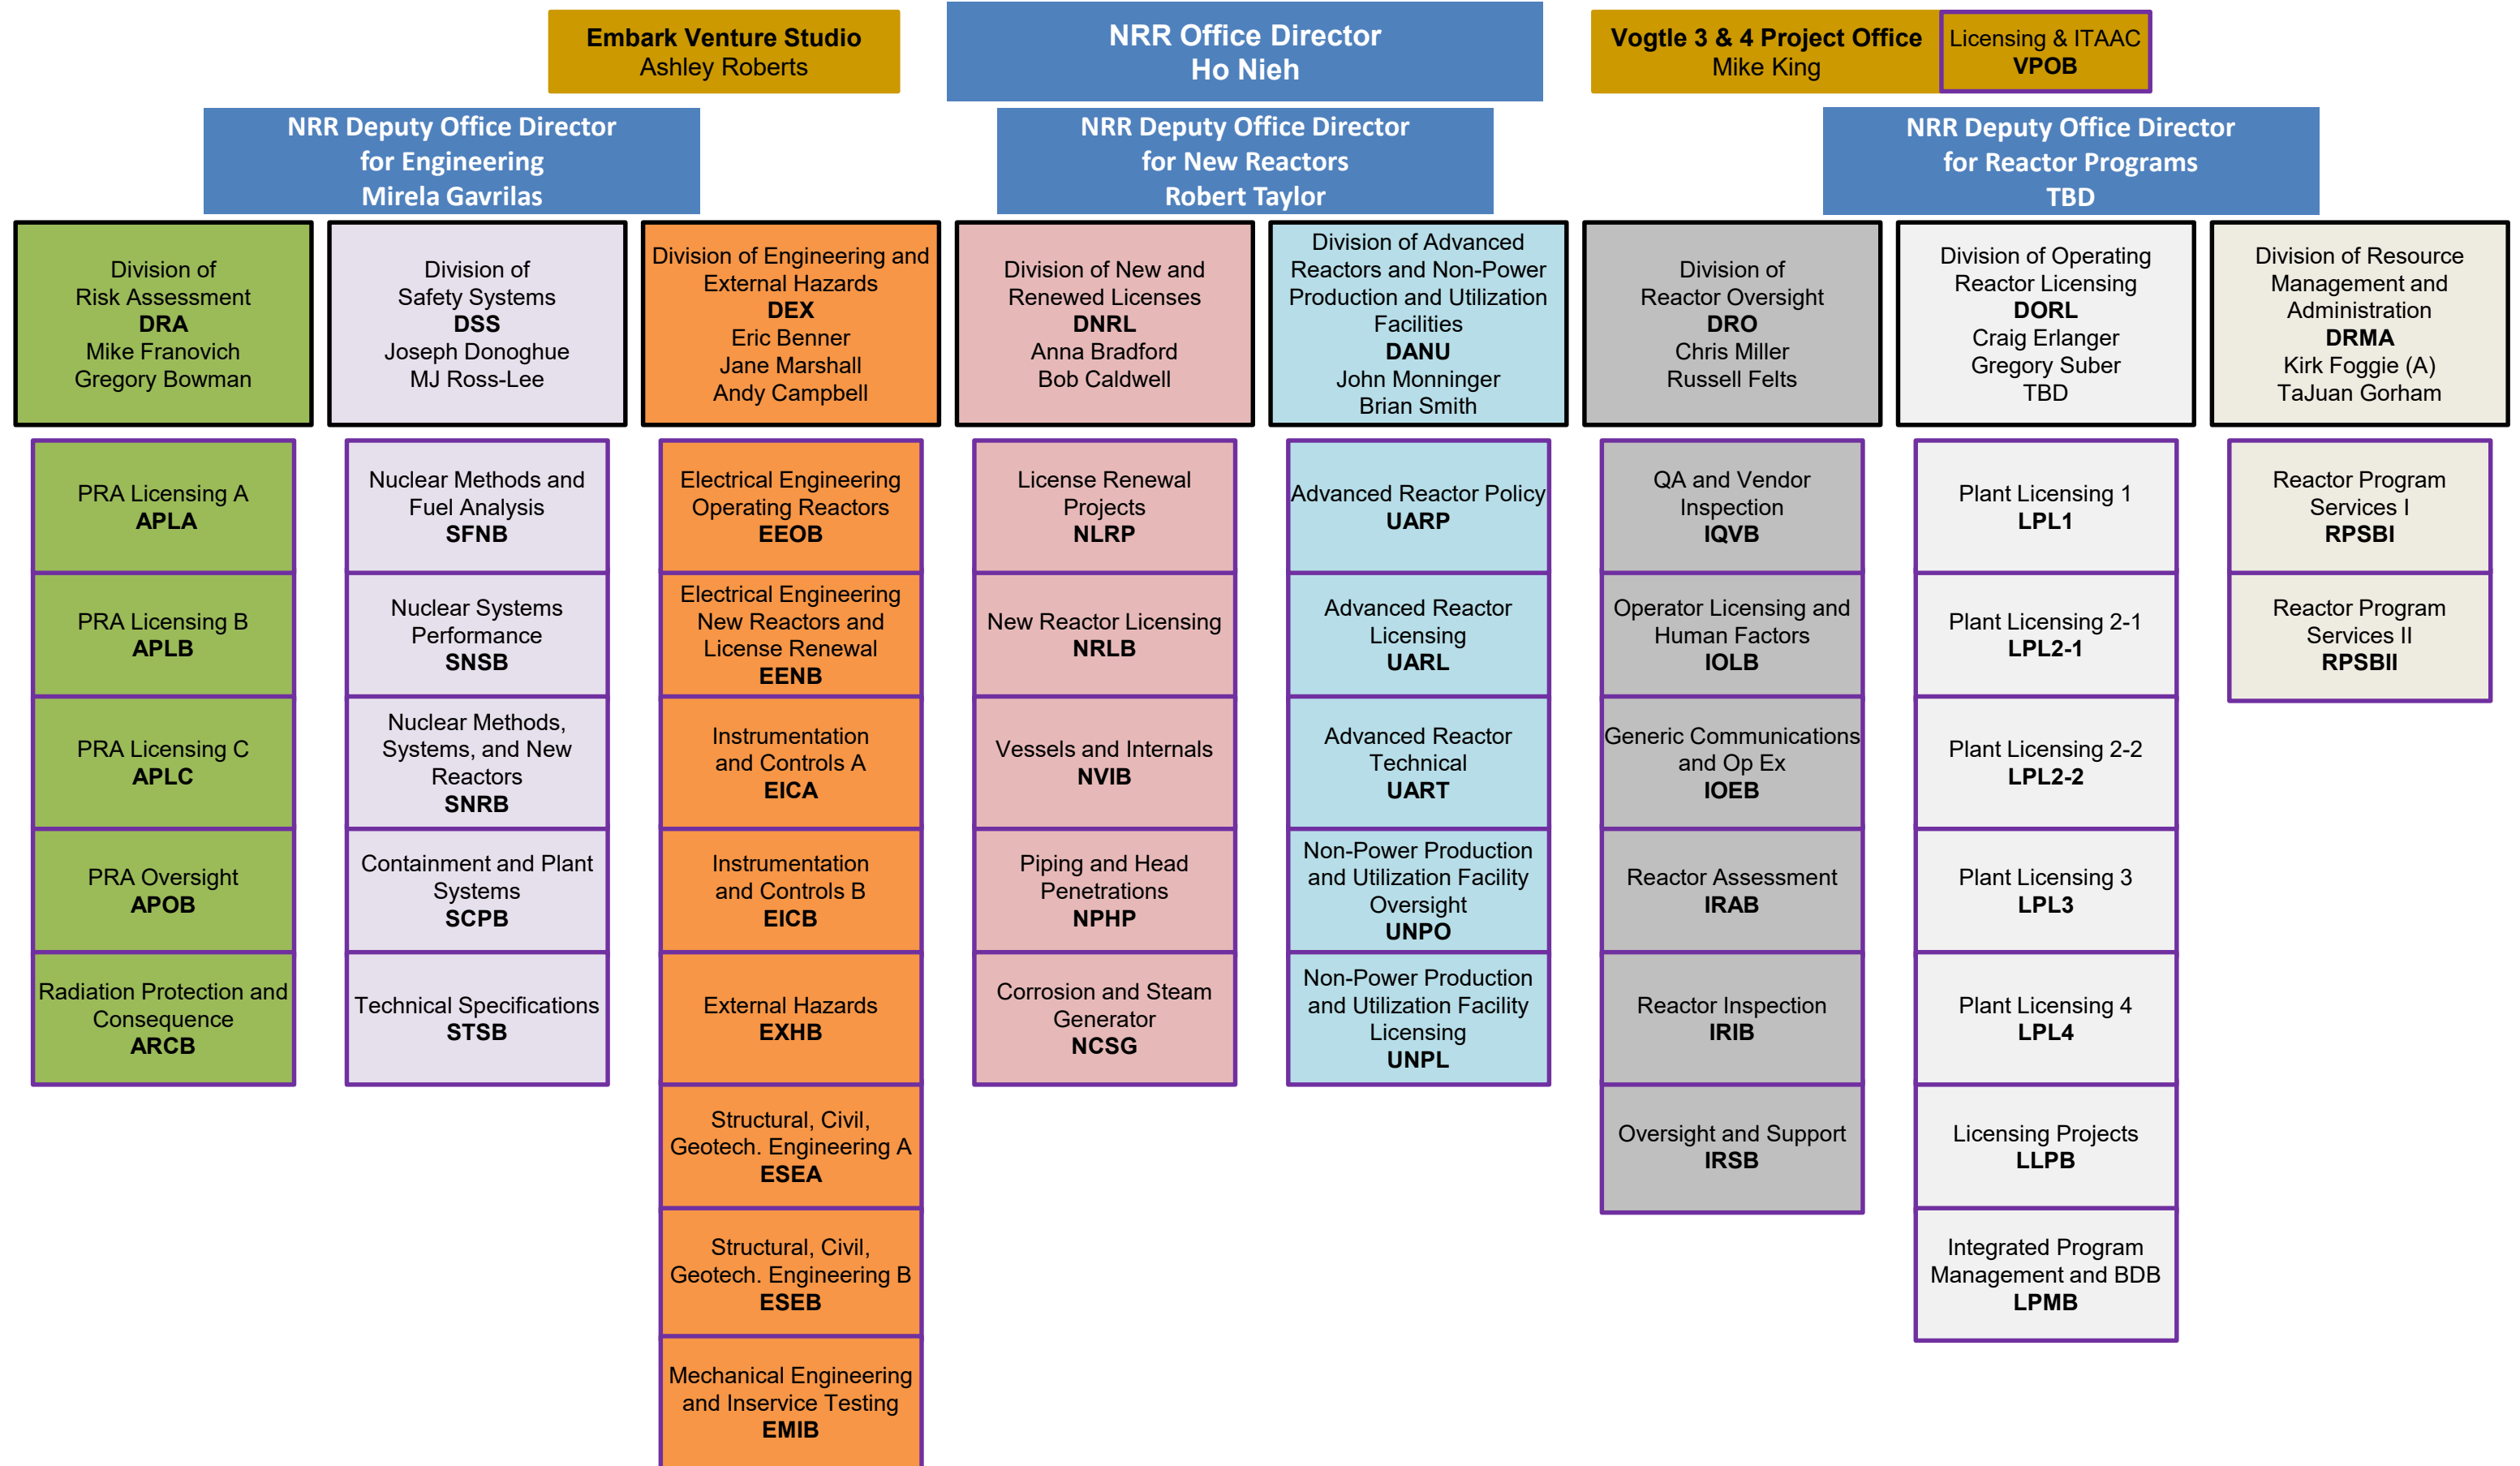 Embark Venture Studio
Ashley Roberts
NRR Office Director
Ho Nieh
Vogtle 3 & 4 Project Office
Mike King
Licensing & ITAAC
VPOB
NRR Deputy Office Director
for Engineering
Mirela Gavrilas
NRR Deputy Office Director
for New Reactors
Robert Taylor
NRR Deputy Office Director
for Reactor Programs
TBD
Division of
Risk Assessment
DRA
Mike Franovich
Gregory Bowman
Division of
Safety Systems
DSS
Joseph Donoghue
MJ Ross-Lee
Division of Engineering and
External Hazards
DEX
Eric Benner
Jane Marshall
Andy Campbell
Division of New and
Renewed Licenses
DNRL
Anna Bradford
Bob Caldwell
Division of Advanced
Reactors and Non-Power
Production and Utilization
Facilities
DANU
John Monninger
Brian Smith
Division of
Reactor Oversight
DRO
Chris Miller
Russell Felts
Division of Operating
Reactor Licensing
DORL
Craig Erlanger
Gregory Suber
TBD
Division of Resource
Management and
Administration
DRMA
Kirk Foggie (A)
TaJuan Gorham
PRA Licensing A
APLA
PRA Licensing B
APLB
PRA Licensing C
APLC
PRA Oversight
APOB
Radiation Protection and
Consequence
ARCB
Nuclear Methods and
Fuel Analysis
SFNB
Nuclear Systems
Performance
SNSB
Nuclear Methods,
Systems, and New
Reactors
SNRB
Containment and Plant
Systems
SCPB
Technical Specifications
STSB
Electrical Engineering
Operating Reactors
EEOB
Electrical Engineering
New Reactors and
License Renewal
EENB
Instrumentation
and Controls A
EICA
Instrumentation
and Controls B
EICB
External Hazards
EXHB
Structural, Civil,
Geotech. Engineering A
ESEA
Structural, Civil,
Geotech. Engineering B
ESEB
Mechanical Engineering
and Inservice Testing
EMIB
License Renewal
Projects
NLRP
New Reactor Licensing
NRLB
Vessels and Internals
NVIB
Piping and Head
Penetrations
NPHP
Corrosion and Steam
Generator
NCSG
Advanced Reactor Policy
UARP
Advanced Reactor
Licensing
UARL
Advanced Reactor
Technical
UART
Non-Power Production
and Utilization Facility
Oversight
UNPO
Non-Power Production
and Utilization Facility
Licensing
UNPL
QA and Vendor
Inspection
IQVB
Operator Licensing and
Human Factors
IOLB
Generic Communications
and Op Ex
IOEB
Reactor Assessment
IRAB
Reactor Inspection
IRIB
Oversight and Support
IRSB
Plant Licensing 1
LPL1
Plant Licensing 2-1
LPL2-1
Plant Licensing 2-2
LPL2-2
Plant Licensing 3
LPL3
Plant Licensing 4
LPL4
Licensing Projects
LLPB
Integrated Program
Management and BDB
LPMB
Reactor Program
Services I
RPSBI
Reactor Program
Services II
RPSBII